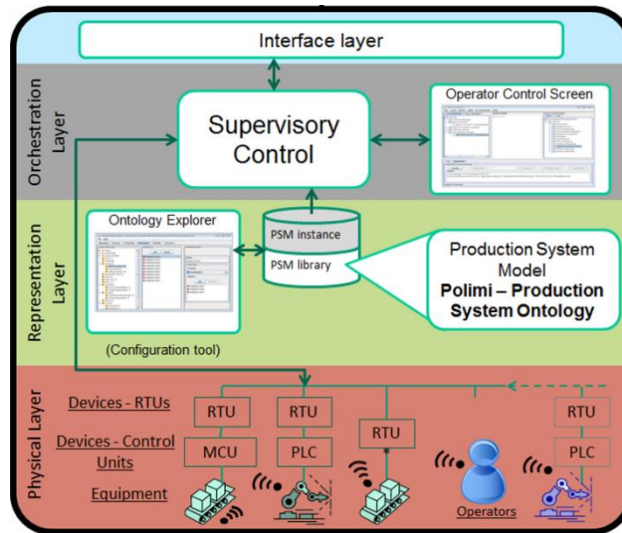 Interface layer
Orchestration
Layer
Supervisory
Control
Operator Control Screen
Representation
Layer
Ontology Explorer
(Configuration tool)
PSM instance
PSM library
Production System
Model
Polimi – Production
System Ontology
Physical Layer
Devices - RTUs
RTU
RTU
RTU
RTU
Devices - Control
Units
MCU
PLC
*
PLC
Equipment
Operators